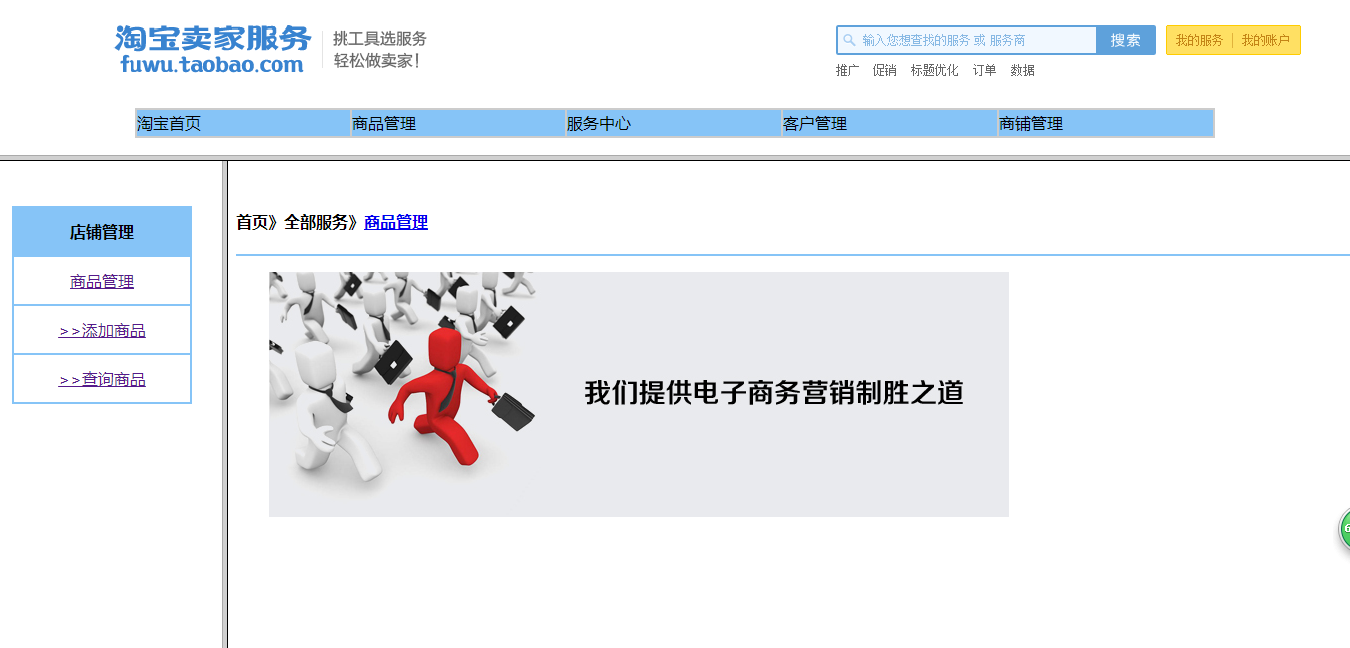 淘宝卖家服务
fuwu.taobao.com
挑工具选服务
轻松做卖家!
输入您想查找的服务 或 服务商
搜索
我的服务 | 我的账户
推广 促销 标题优化 订单 数据
淘宝首页 商品管理 服务中心 客户管理 商铺管理
店铺管理
商品管理
>>添加商品
>>查询商品
首页》全部服务》商品管理
我们提供电子商务营销制胜之道
6